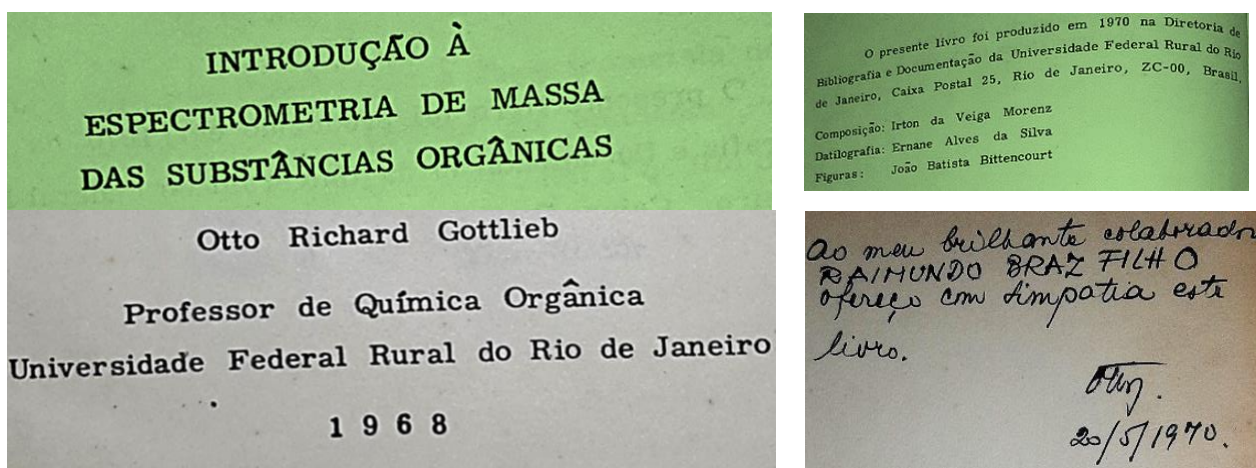 INTRODUÇÃO À
ESPECTROMETRIA DE MASSA
DAS SUBSTÂNCIAS ORGÂNICAS
Otto Richard Gottlieb
Professor de Química Orgânica
Universidade Federal Rural do Rio de Janeiro
1968
O presente livro foi produzido em 1970 na Diretoria de
Bibliografia e Documentação da Universidade Federal Rural do Rio
de Janeiro, Caixa Postal 25, Rio de Janeiro, ZC-00, Brasil,
Composição: Irton da Veiga Morenz
Datilografia: Ernane Alves da Silva
Figuras: João Batista Bittencourt
Ao meu brilhante colaborador
RAIMUNDO BRAZ FILHO
ofereço com simpatia este
livro.
20/5/1970.